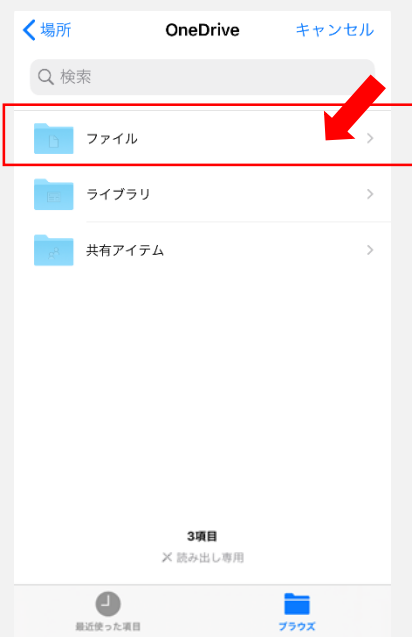 場所 OneDrive キャンセル
検索
ファイル
ライブラリ
共有アイテム
3項目
読み出し専用
最近使った項目 ブラウズ